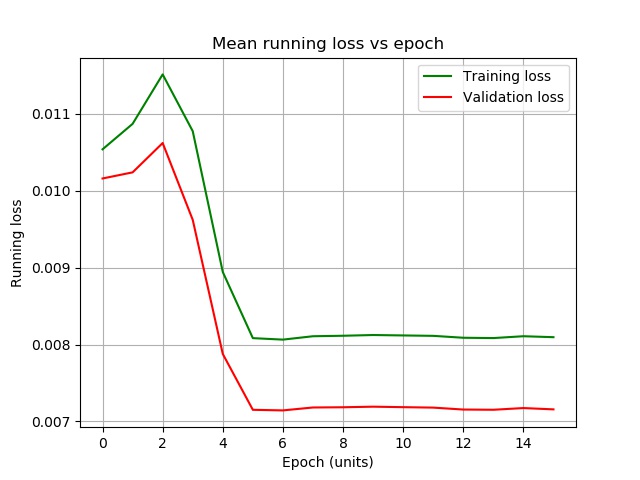 Mean running loss vs epoch
Training loss
Validation loss
Running loss
0.011
0.010
0.009
0.008
0.007
0 2 4 6 8 10 12 14
Epoch (units)